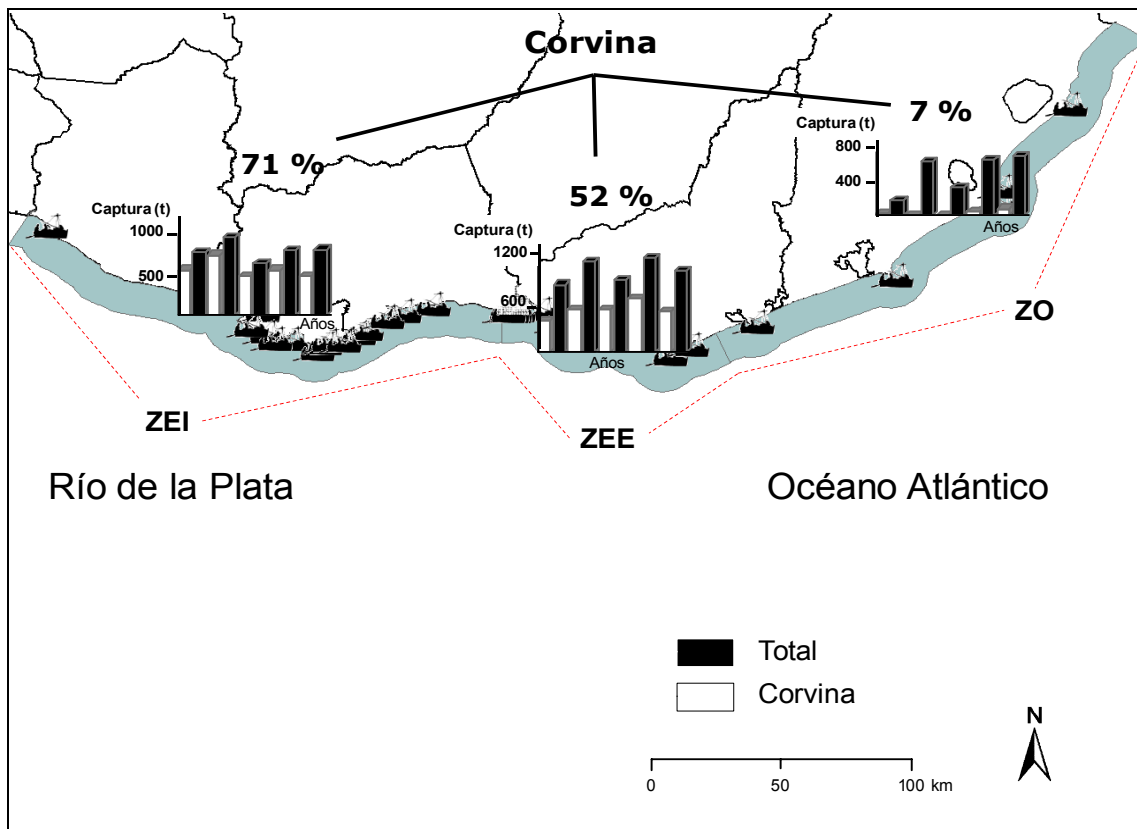 Corvina
71 %
52 %
7 %
Captura (t)
1000
500
Años
Captura (t)
1200
600
Años
Captura (t)
800
400
Años
ZEI
ZEE
ZO
Río de la Plata
Océano Atlántico
Total
Corvina
N
0 50 100 km